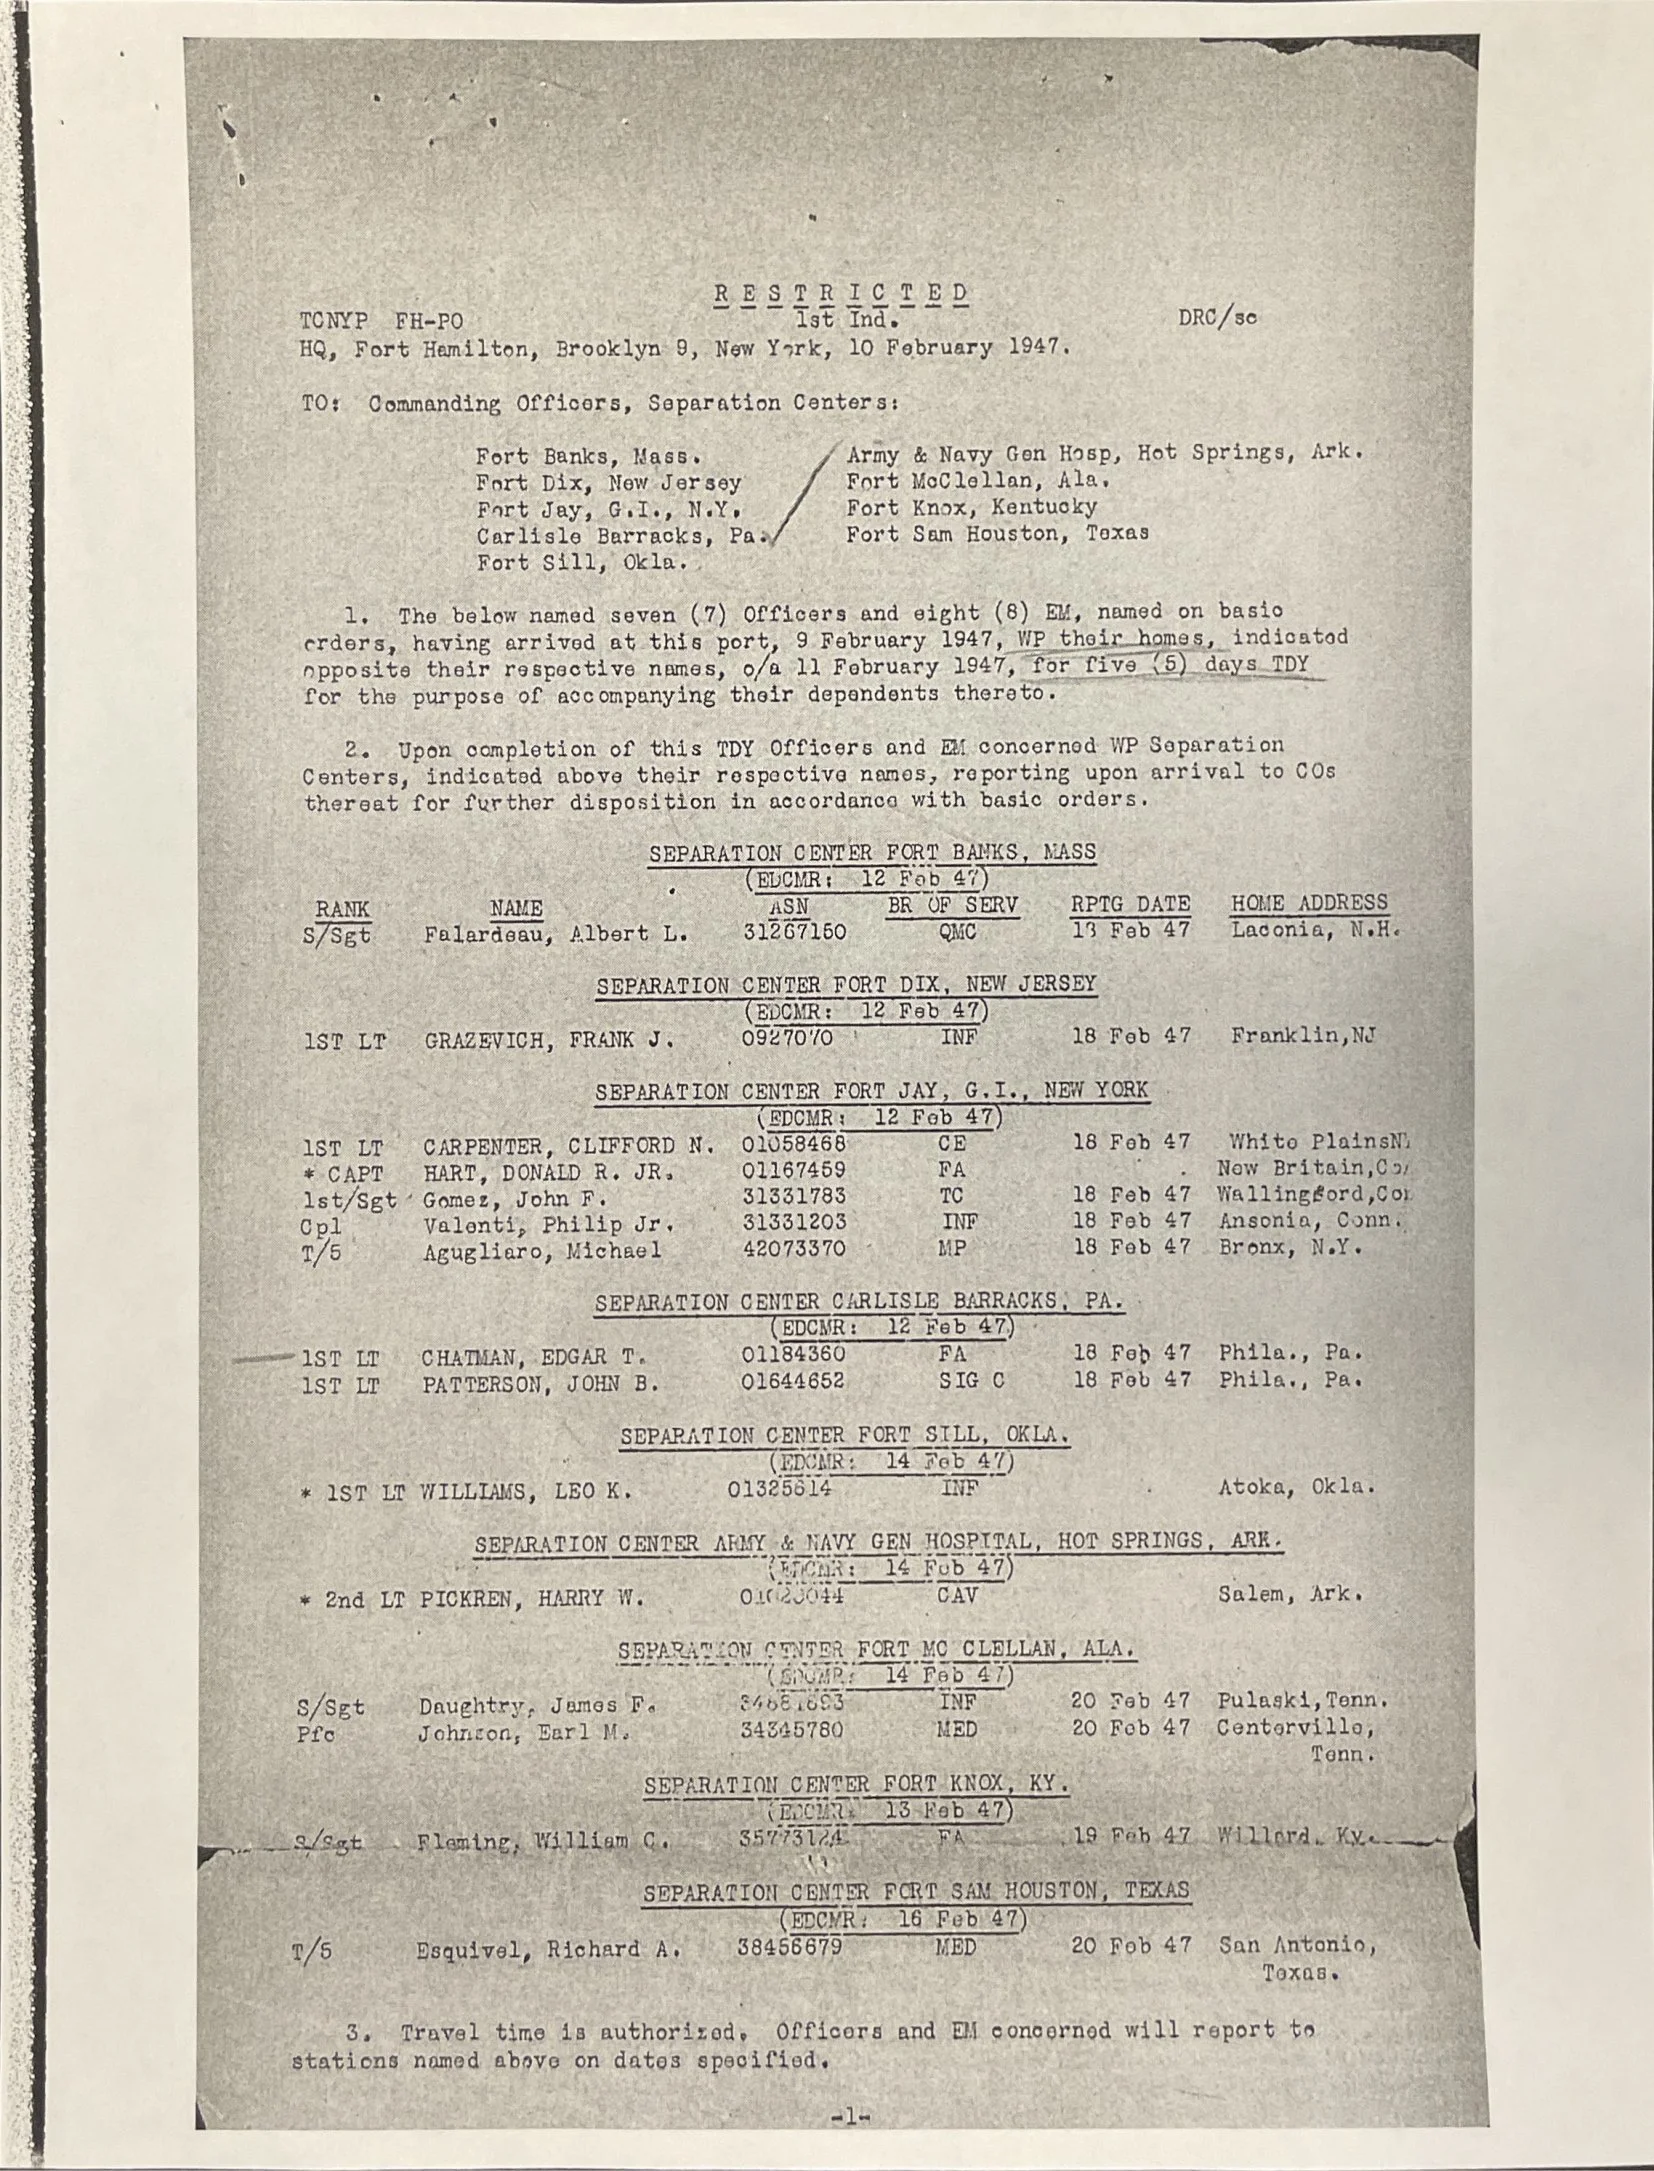 R E S T R I C T E D
TCNYP FH-PO 1st Ind. DRC/sc
HQ, Fort Hamilton, Brooklyn 9, New York, 10 February 1947.
TO: Commanding Officers, Separation Centers:
Fort Banks, Mass. Army & Navy Gen Hosp, Hot Springs, Ark.
Fort Dix, New Jersey Fort McClellan, Ala.
Fort Jay, G.I., N.Y. Fort Knox, Kentucky
Carlisle Barracks, Pa. Fort Sam Houston, Texas
Fort Sill, Okla.
1. The below named seven (7) Officers and eight (8) EM, named on basic
orders, having arrived at this port, 9 February 1947, WP their homes, indicated
opposite their respective names, o/a 11 February 1947, for five (5) days TDY
for the purpose of accompanying their dependents thereto.
2. Upon completion of this TDY Officers and EM concerned WP Separation
Centers, indicated above their respective names, reporting upon arrival to COs
thereat for further disposition in accordance with basic orders.
SEPARATION CENTER FORT BANKS, MASS
(EDCMR: 12 Feb 47)
RANK NAME ASN BR OF SERV RPTG DATE HOME ADDRESS
S/Sgt Falardeau, Albert L. 31267150 QMC 13 Feb 47 Laconia, N.H.
SEPARATION CENTER FORT DIX, NEW JERSEY
(EDCMR: 12 Feb 47)
1ST LT GRAZEVICH, FRANK J. 0927070 INF 18 Feb 47 Franklin,NJ
SEPARATION CENTER FORT JAY, G.I., NEW YORK
(EDCMR: 12 Feb 47)
1ST LT CARPENTER, CLIFFORD N. 01058468 CE 18 Feb 47 White Plains
* CAPT HART, DONALD R. JR. 01167459 FA New Britain,
1st/Sgt Gomez, John F. 31331783 TC 18 Feb 47 Wallingford,
Cpl Valenti, Philip Jr. 31331203 INF 18 Feb 47 Ansonia, Conn.
T/5 Agugliaro, Michael 42073370 MP 18 Feb 47 Bronx, N.Y.
SEPARATION CENTER CARLISLE BARRACKS, PA.
(EDCMR: 12 Feb 47)
1ST LT CHATMAN, EDGAR T. 01184360 FA 18 Feb 47 Phila., Pa.
1ST LT PATTERSON, JOHN B. 01644652 SIG C 18 Feb 47 Phila., Pa.
SEPARATION CENTER FORT SILL, OKLA.
(EDCMR: 14 Feb 47)
* 1ST LT WILLIAMS, LEO K. 01325614 INF Atoka, Okla.
SEPARATION CENTER ARMY & NAVY GEN HOSPITAL, HOT SPRINGS, ARK.
(EDCMR: 14 Feb 47)
* 2nd LT PICKREN, HARRY W. CAV Salem, Ark.
SEPARATION CENTER FORT MC CLELLAN, ALA.
(EDCMR: 14 Feb 47)
S/Sgt Daughtry, James F. INF 20 Feb 47 Pulaski,Tenn.
Pfc Johnson, Earl M. 34345780 MED 20 Feb 47 Centerville,
Tenn.
SEPARATION CENTER FORT KNOX, KY.
(EDCMR: 13 Feb 47)
S/Sgt Fleming, William C. 35773124 FA 19 Feb 47 Willard, Ky.
SEPARATION CENTER FORT SAM HOUSTON, TEXAS
(EDCMR: 16 Feb 47)
T/5 Esquivel, Richard A. 38456679 MED 20 Feb 47 San Antonio,
Texas.
3. Travel time is authorized. Officers and EM concerned will report to
stations named above on dates specified.
-1-